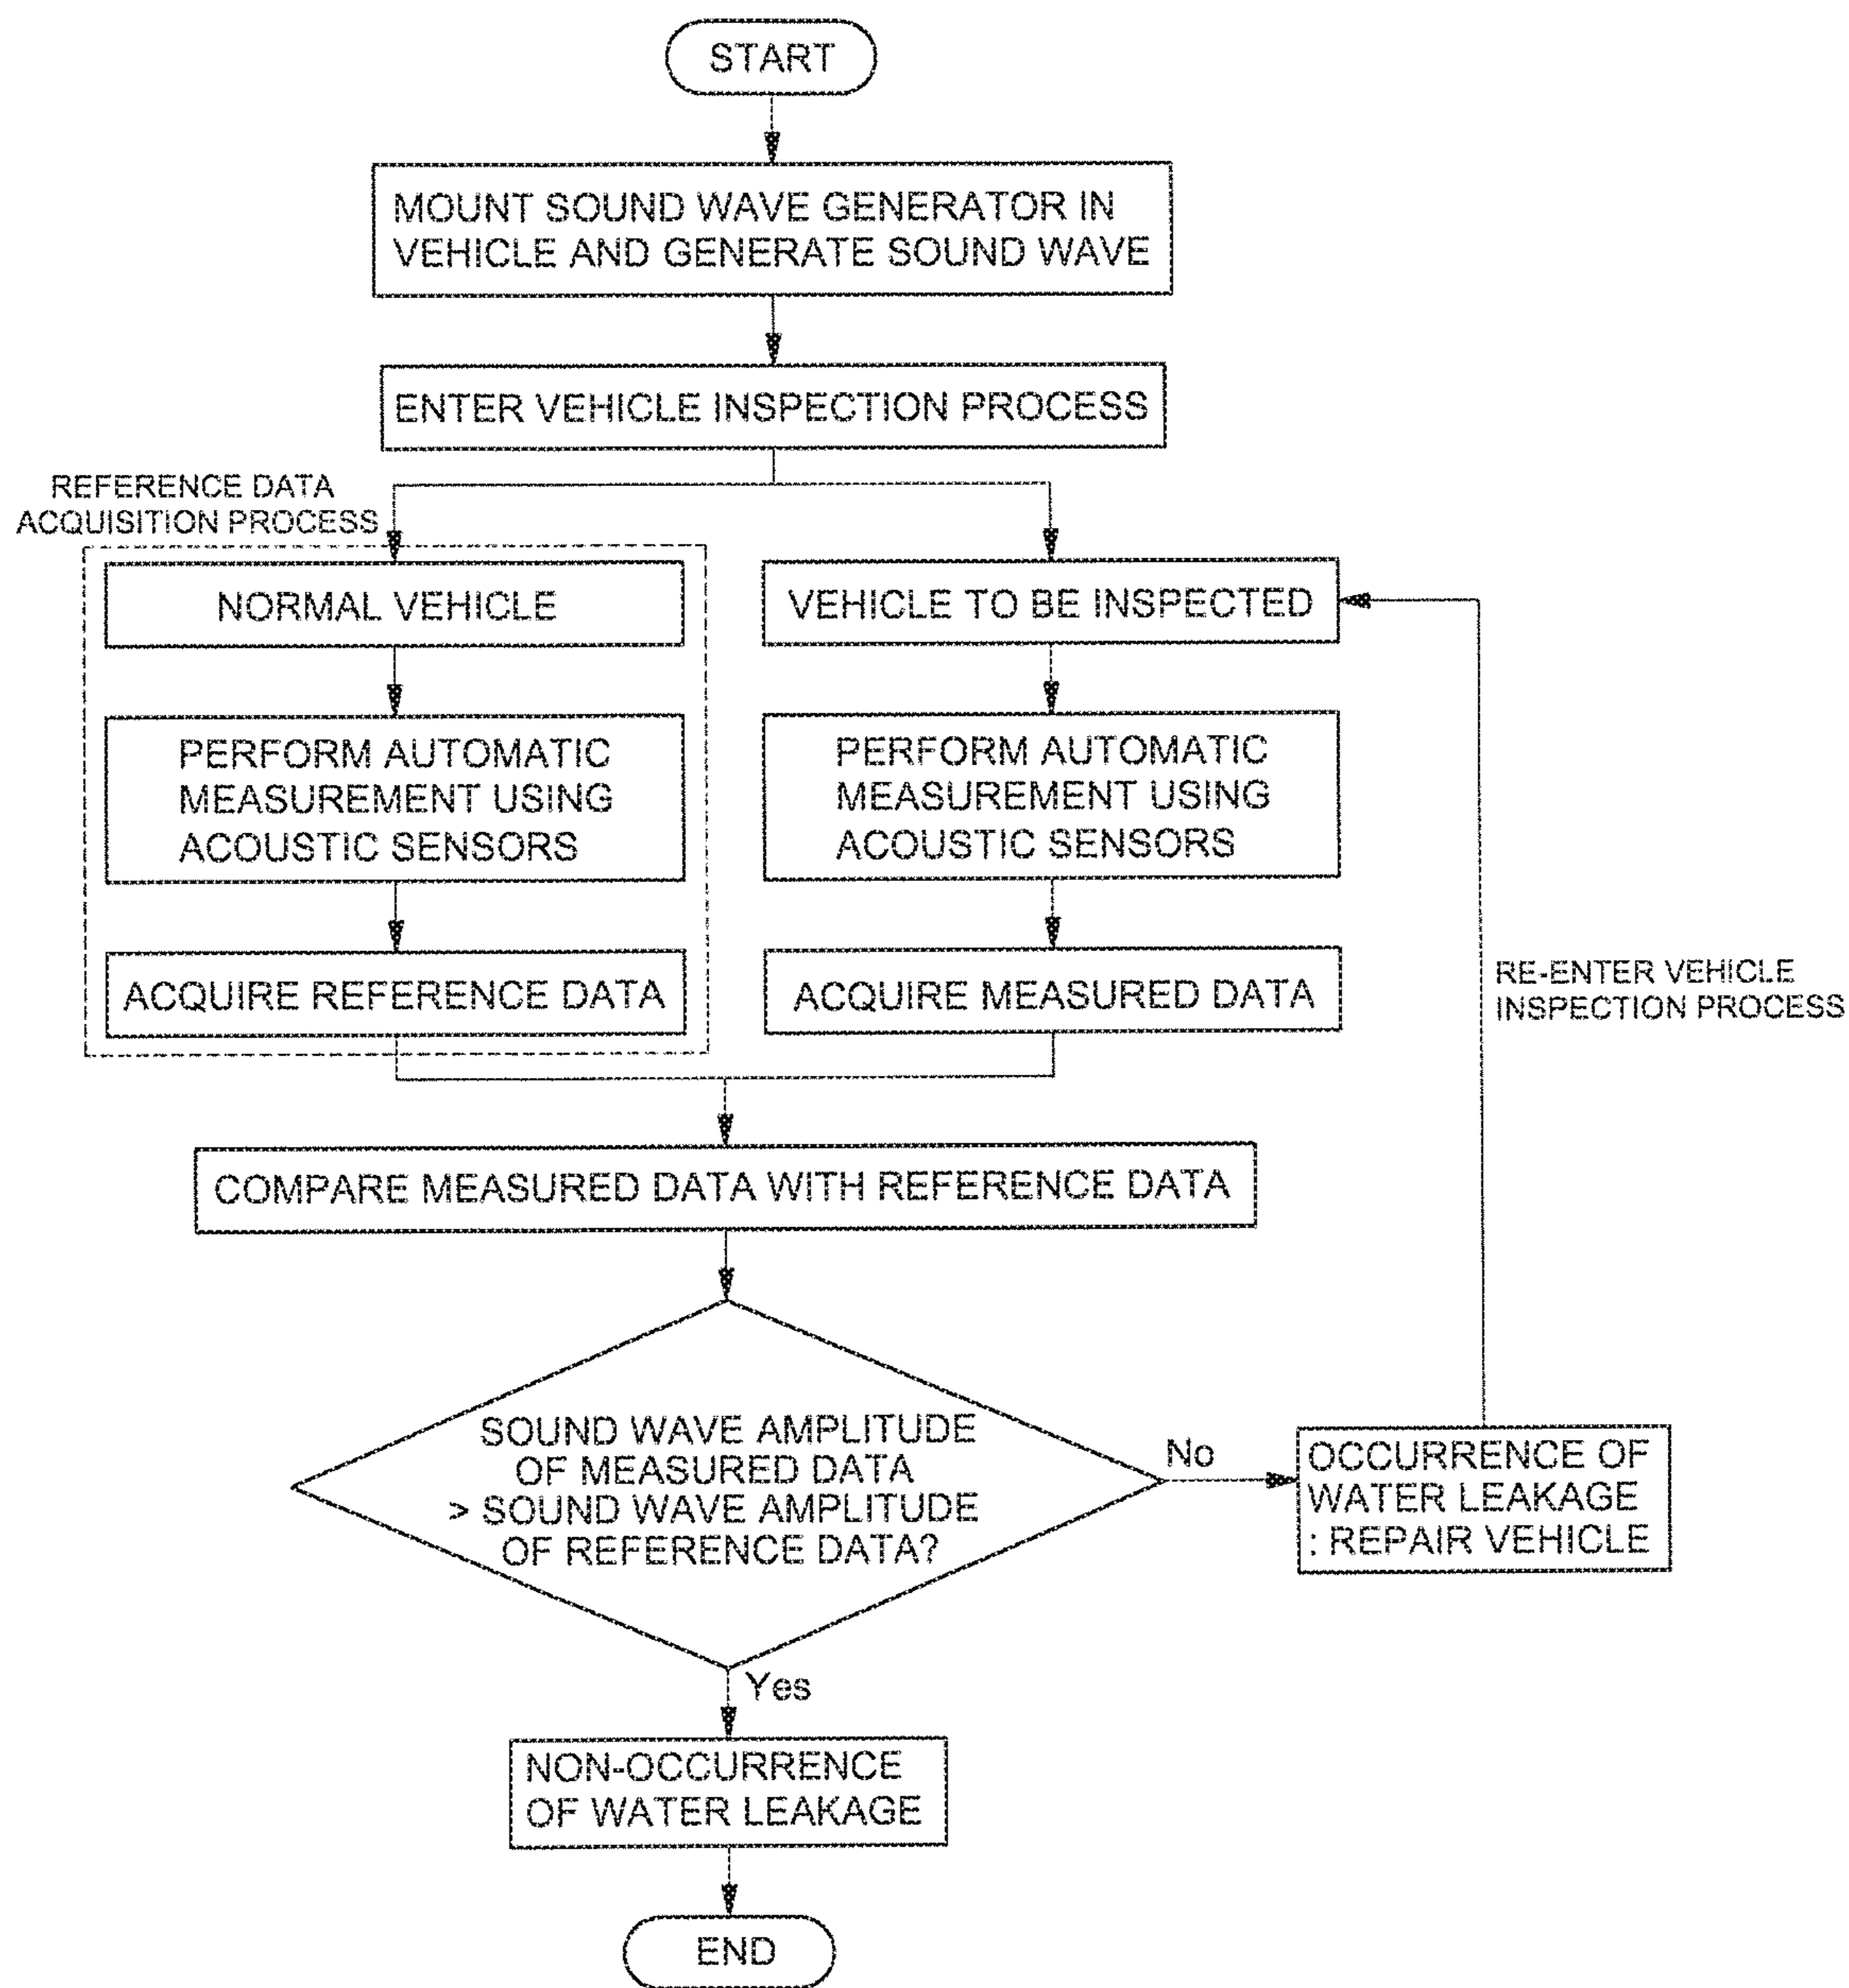 START
MOUNT SOUND WAVE GENERATOR IN
VEHICLE AND GENERATE SOUND WAVE
ENTER VEHICLE INSPECTION PROCESS
REFERENCE DATA
ACQUISITION PROCESS
NORMAL VEHICLE
PERFORM AUTOMATIC
MEASUREMENT USING
ACOUSTIC SENSORS
ACQUIRE REFERENCE DATA
VEHICLE TO BE INSPECTED
PERFORM AUTOMATIC
MEASUREMENT USING
ACOUSTIC SENSORS
ACQUIRE MEASURED DATA
RE-ENTER VEHICLE
INSPECTION PROCESS
COMPARE MEASURED DATA WITH REFERENCE DATA
SOUND WAVE AMPLITUDE
OF MEASURED DATA
> SOUND WAVE AMPLITUDE
OF REFERENCE DATA?
No
OCCURRENCE OF
WATER LEAKAGE
: REPAIR VEHICLE
Yes
NON-OCCURRENCE
OF WATER LEAKAGE
END